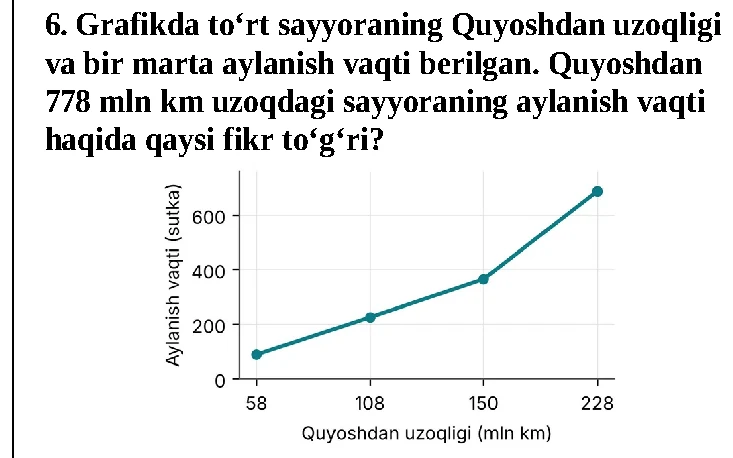 6. Grafikda to‘rt sayyoraning Quyoshdan uzoqligi
va bir marta aylanish vaqti berilgan. Quyoshdan
778 mln km uzoqdagi sayyoraning aylanish vaqti
haqida qaysi fikr to‘g‘ri?
Aylanish vaqti (sutka)
600
400
200
0
58 108 150 228
Quyoshdan uzoqligi (mln km)